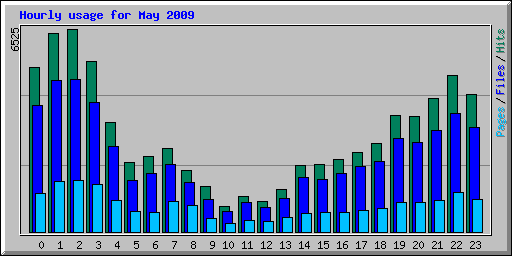 Hourly usage for May 2009
6525
Pages/Files/Hits
0 1 2 3 4 5 6 7 8 9 10 11 12 13 14 15 16 17 18 19 20 21 22 23